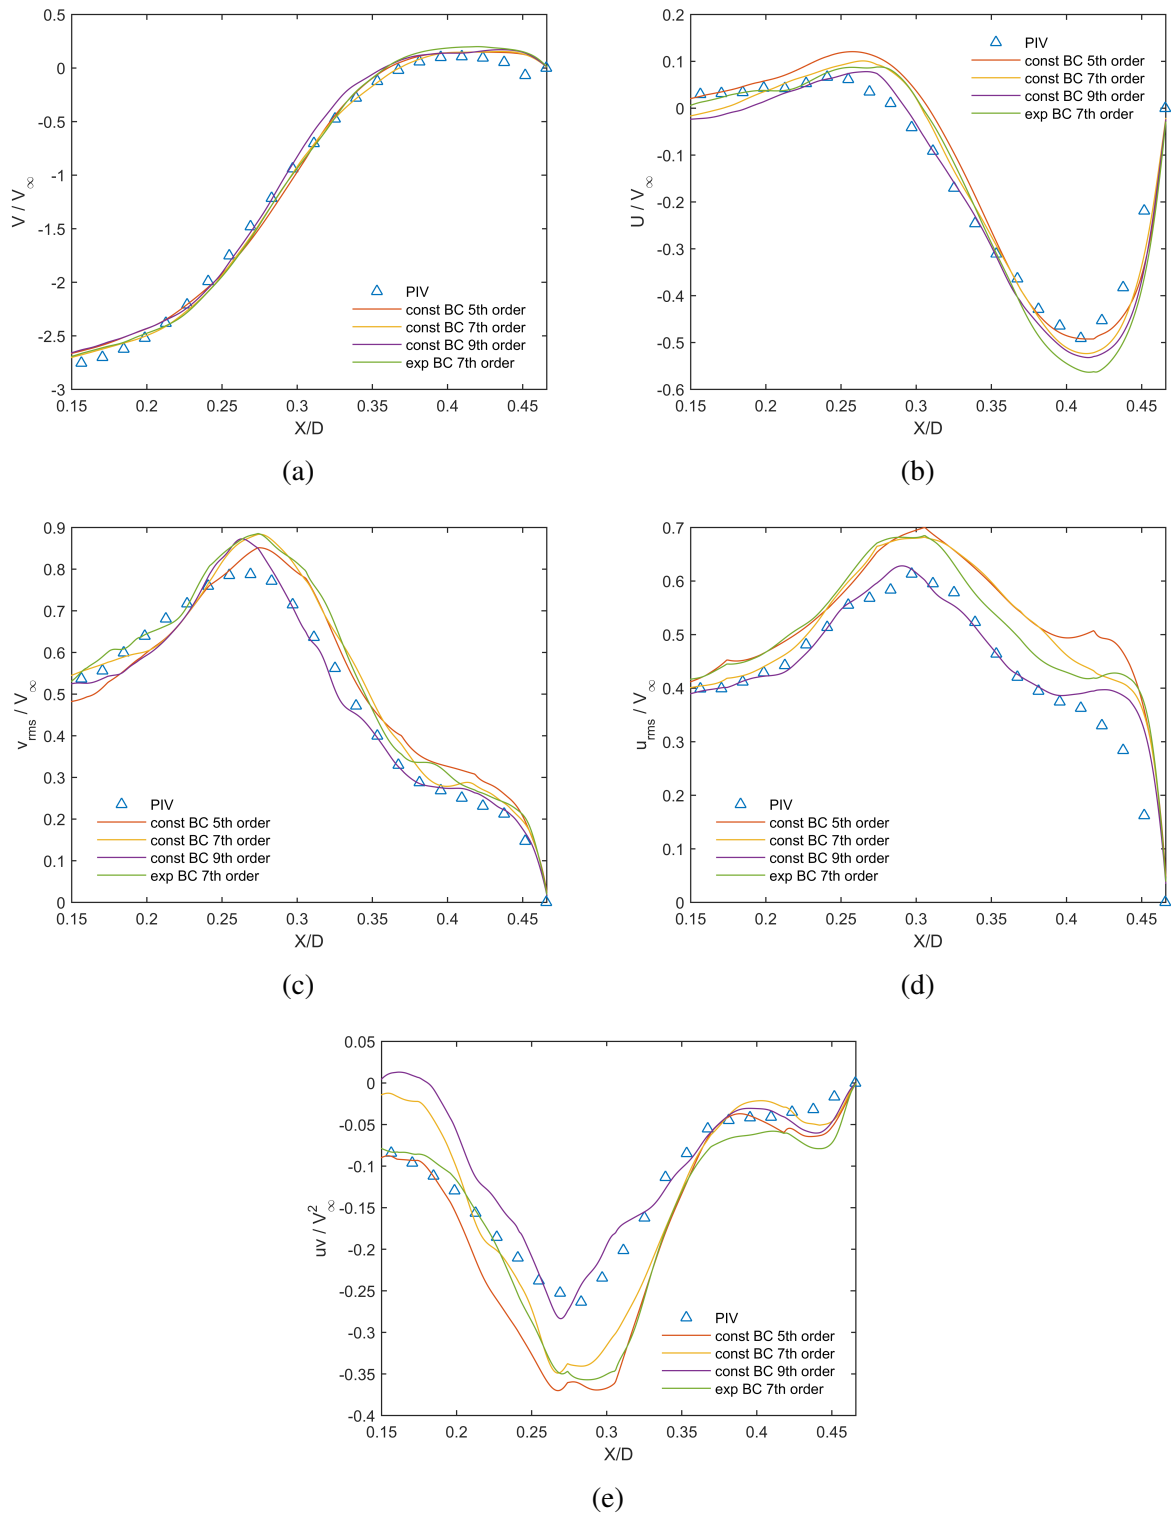 0.5
0
-0.5
-1
-1.5
-2
-2.5
-3
V / V∞
PIV
const BC 5th order
const BC 7th order
const BC 9th order
exp BC 7th order
0.15 0.2 0.25 0.3 0.35 0.4 0.45
X/D
(a)
0.2
0.1
0
-0.1
-0.2
-0.3
-0.4
-0.5
-0.6
U / V∞
PIV
const BC 5th order
const BC 7th order
const BC 9th order
exp BC 7th order
0.15 0.2 0.25 0.3 0.35 0.4 0.45
X/D
(b)
0.9
0.8
0.7
0.6
0.5
0.4
0.3
0.2
0.1
0
v_rms / V∞
PIV
const BC 5th order
const BC 7th order
const BC 9th order
exp BC 7th order
0.15 0.2 0.25 0.3 0.35 0.4 0.45
X/D
(c)
0.7
0.6
0.5
0.4
0.3
0.2
0.1
0
u_rms / V∞
PIV
const BC 5th order
const BC 7th order
const BC 9th order
exp BC 7th order
0.15 0.2 0.25 0.3 0.35 0.4 0.45
X/D
(d)
0.05
0
-0.05
-0.1
-0.15
-0.2
-0.25
-0.3
-0.35
-0.4
uv / V²∞
PIV
const BC 5th order
const BC 7th order
const BC 9th order
exp BC 7th order
0.15 0.2 0.25 0.3 0.35 0.4 0.45
X/D
(e)